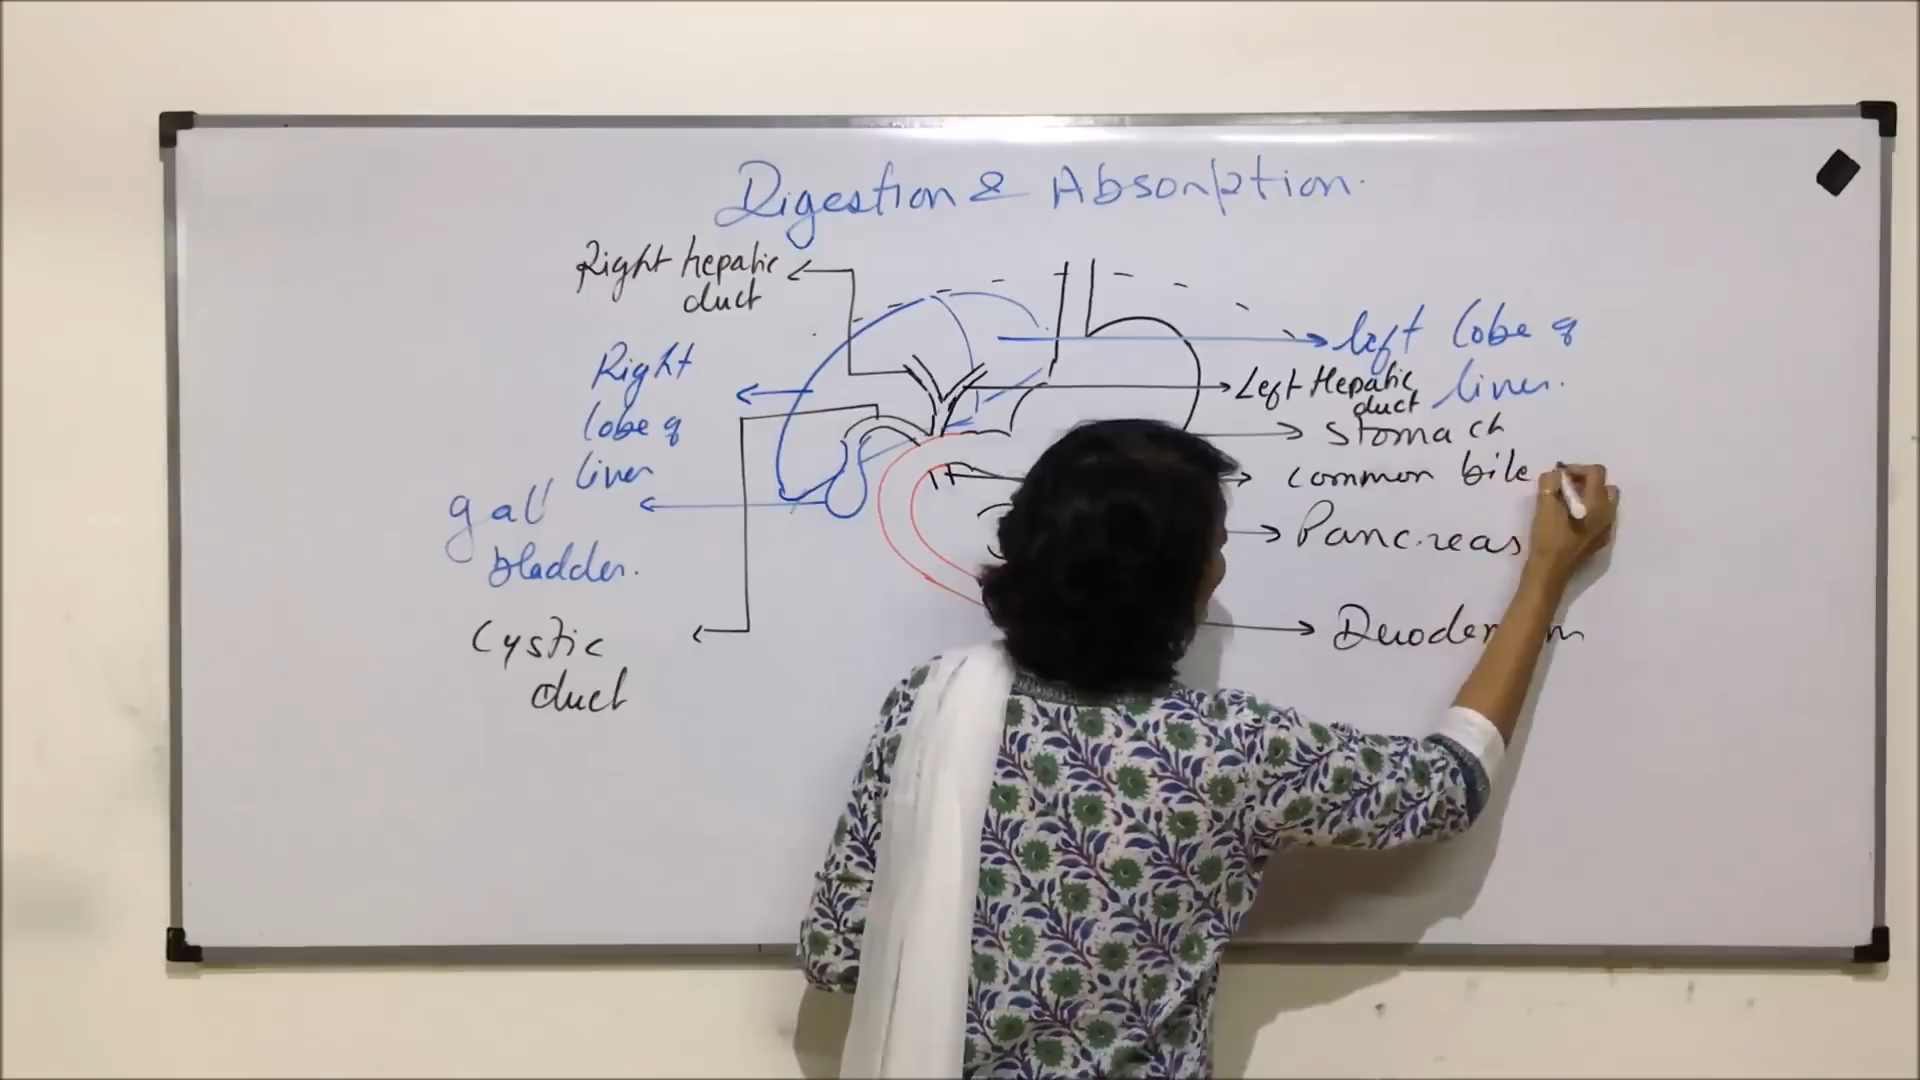 Digestion & Absorption.
Right hepatic
duct
Right
lobe of
liver
gall
bladder.
Cystic
duct
left lobe of
liver.
Left Hepatic
duct
Stomach
Common bile
Pancreas